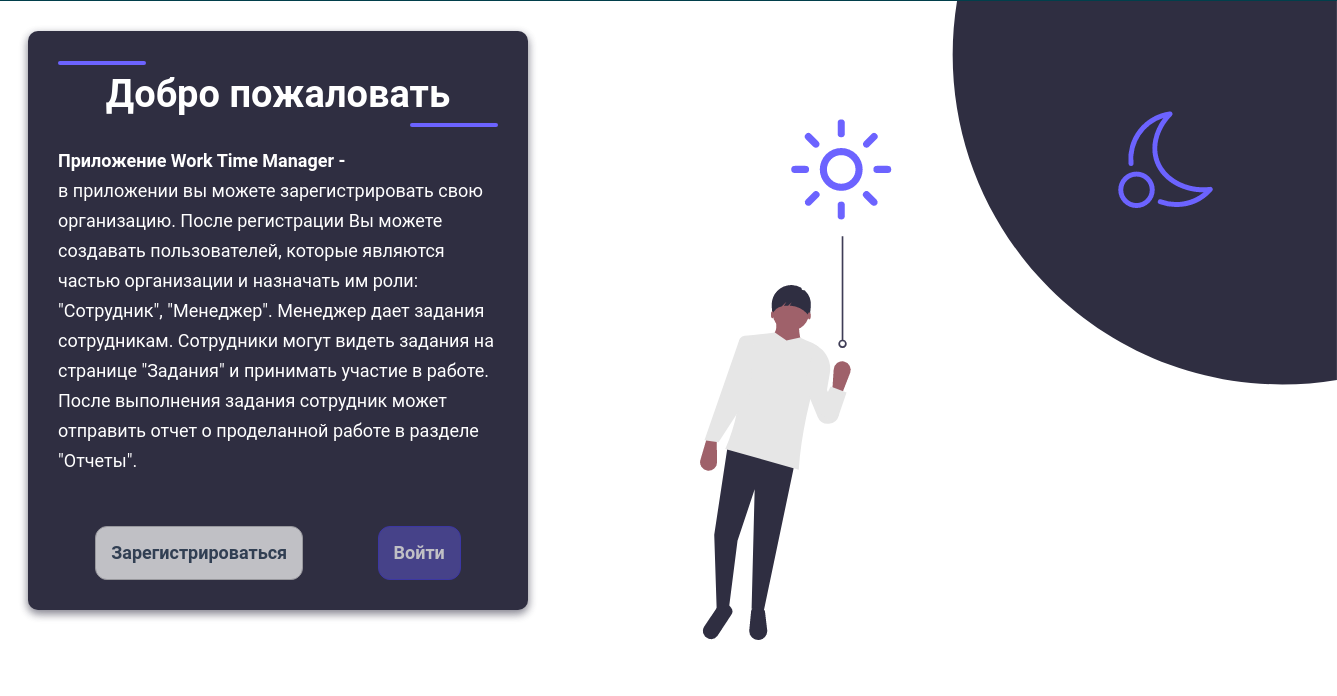 Добро пожаловать
Приложение Work Time Manager -
в приложении вы можете зарегистрировать свою
организацию. После регистрации Вы можете
создавать пользователей, которые являются
частью организации и назначать им роли:
"Сотрудник", "Менеджер". Менеджер дает задания
сотрудникам. Сотрудники могут видеть задания на
странице "Задания" и принимать участие в работе.
После выполнения задания сотрудник может
отправить отчет о проделанной работе в разделе
"Отчеты".
Зарегистрироваться
Войти